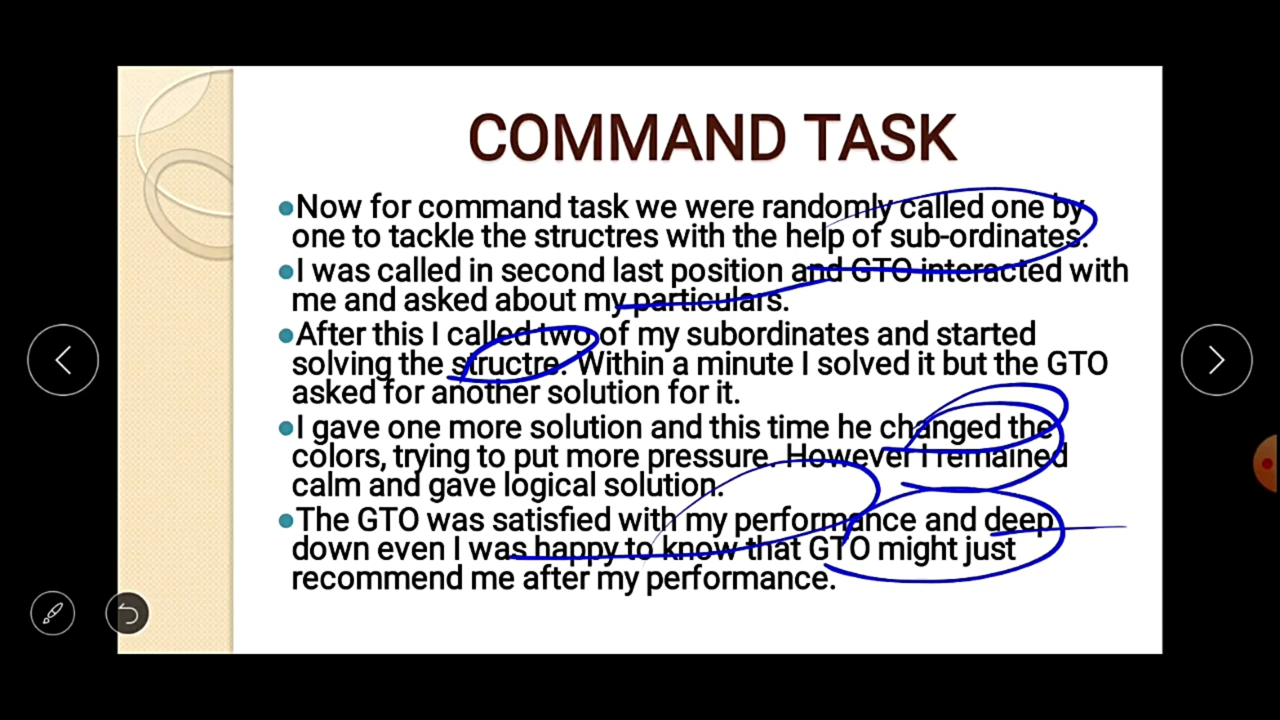 COMMAND TASK
•Now for command task we were randomly called one by
one to tackle the structres with the help of sub-ordinates.
•I was called in second last position and GTO interacted with
me and asked about my particulars.
•After this I called two of my subordinates and started
solving the structre. Within a minute I solved it but the GTO
asked for another solution for it.
•I gave one more solution and this time he changed the
colors, trying to put more pressure. However I remained
calm and gave logical solution.
•The GTO was satisfied with my performance and deep
down even I was happy to know that GTO might just
recommend me after my performance.